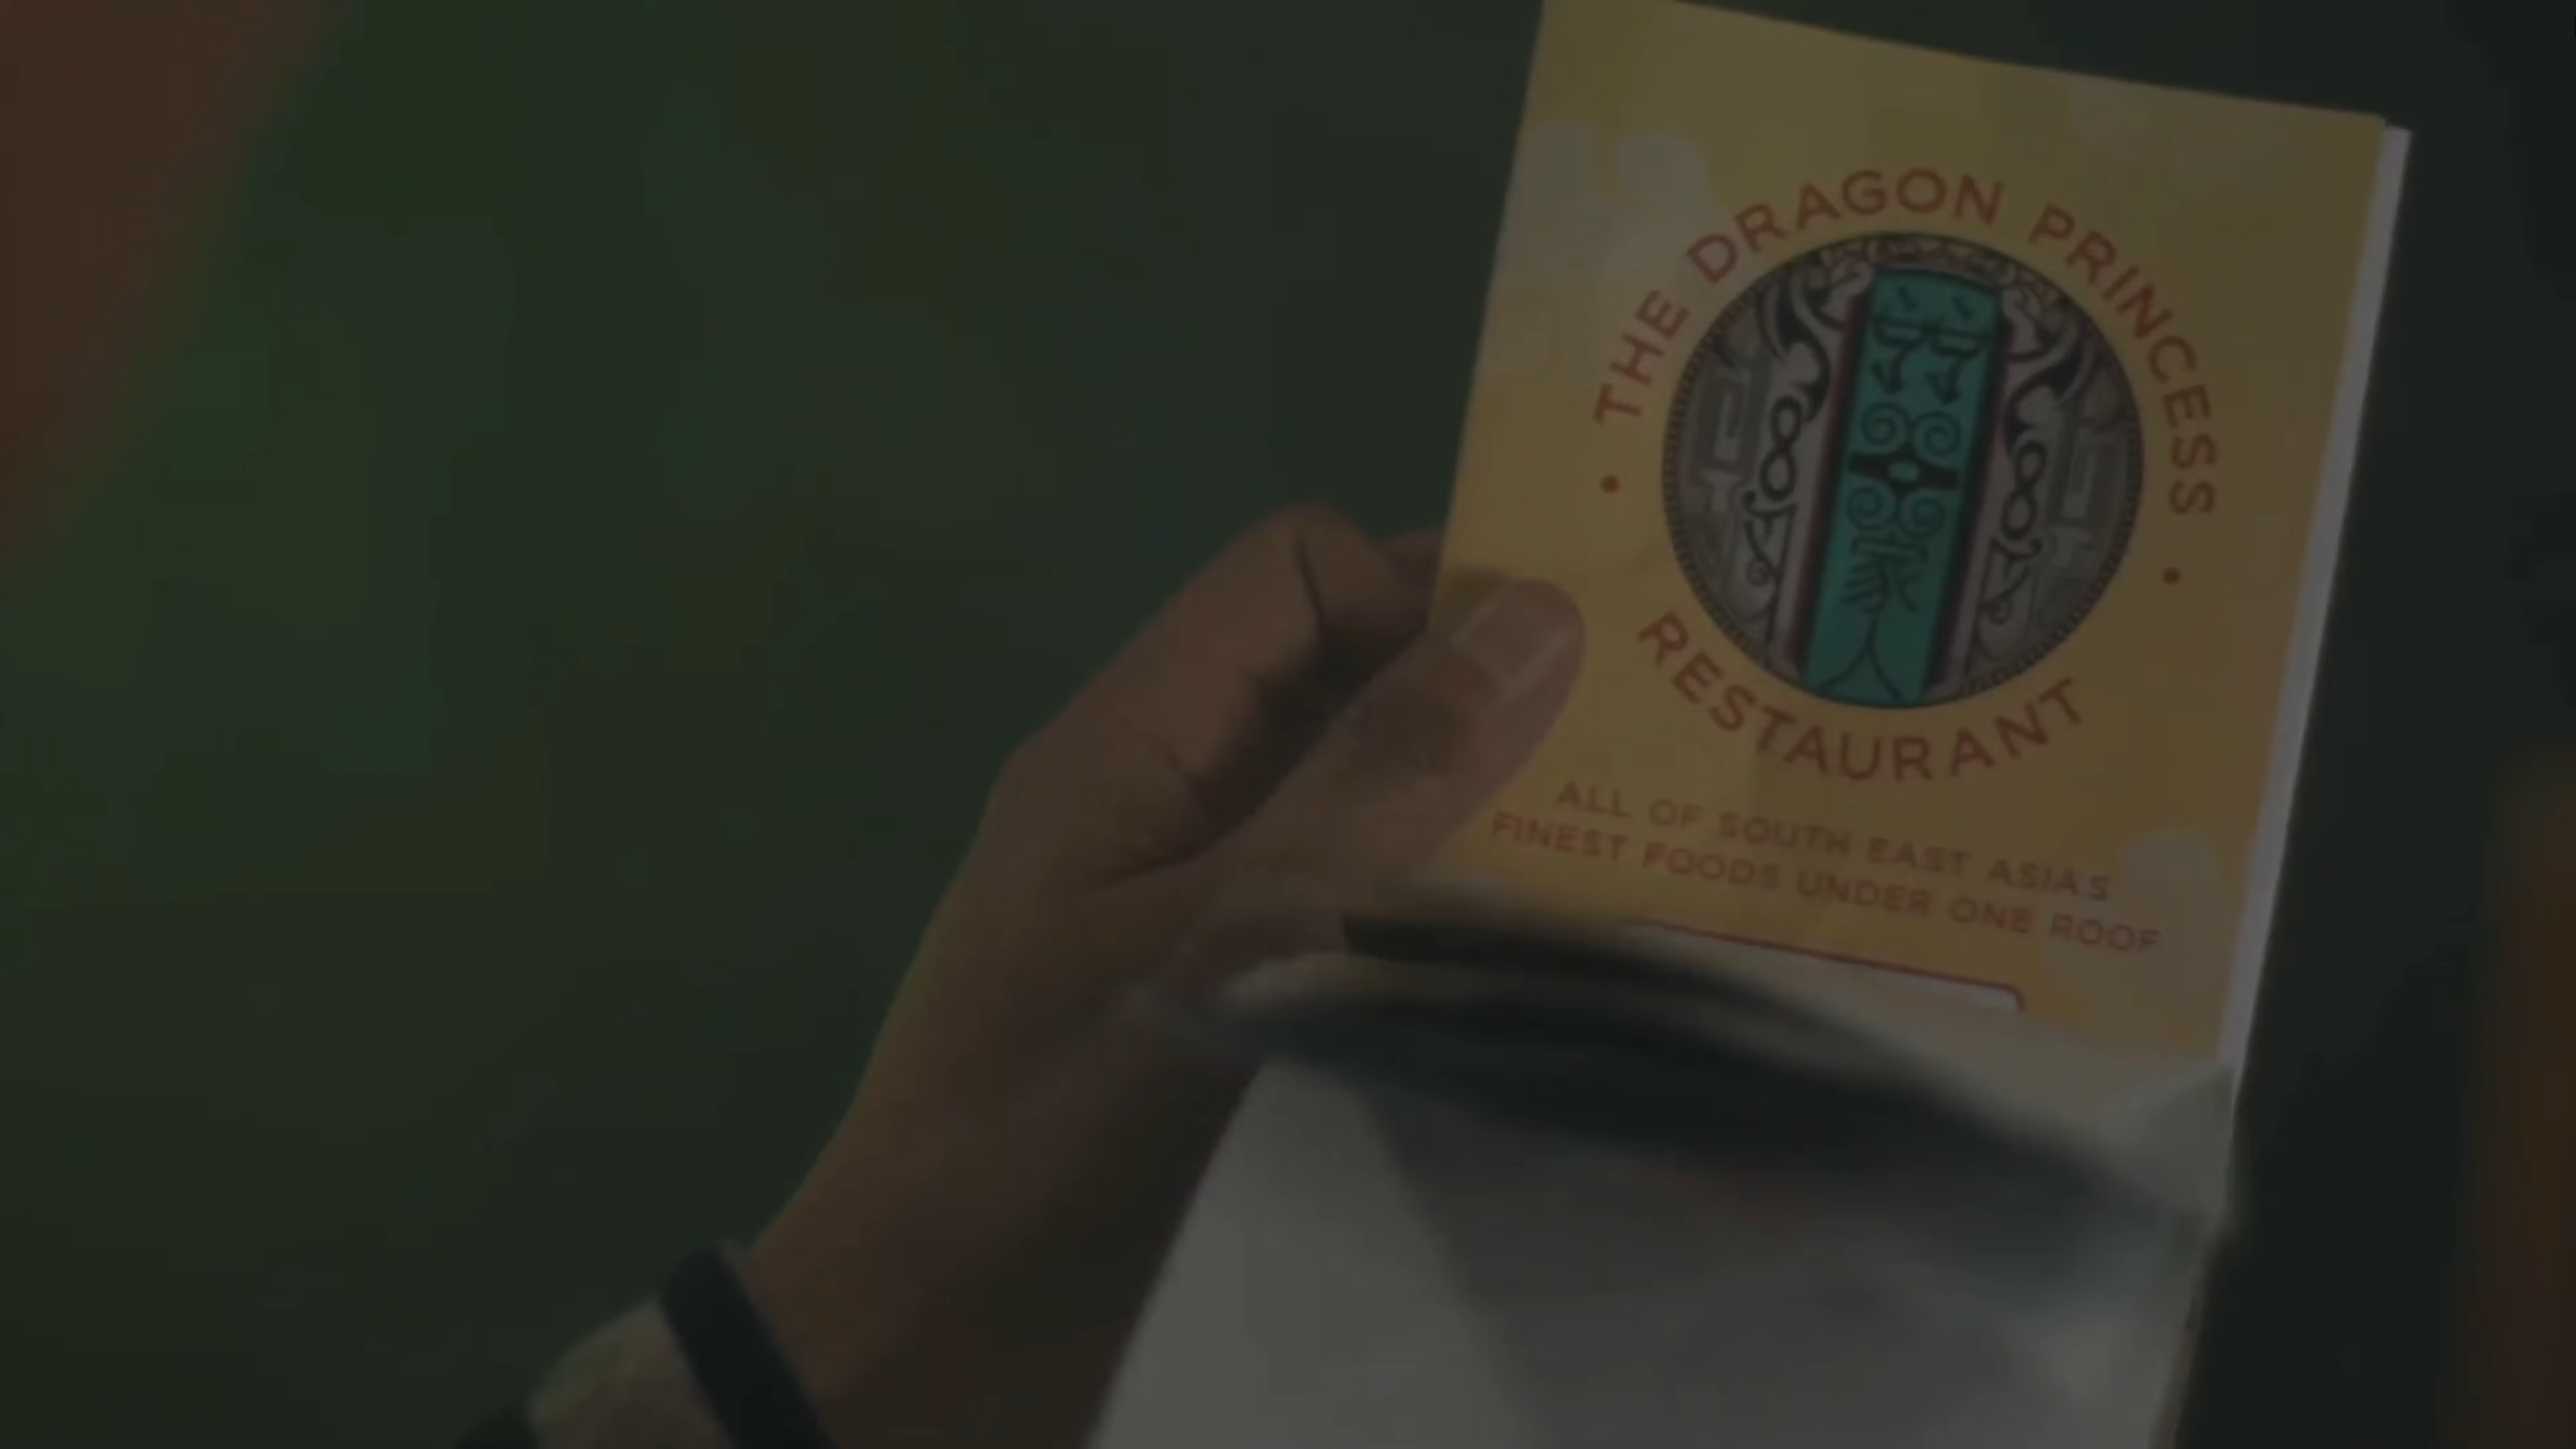 • THE DRAGON PRINCESS •
RESTAURANT
ALL OF SOUTH EAST ASIA'S
FINEST FOODS UNDER ONE ROOF